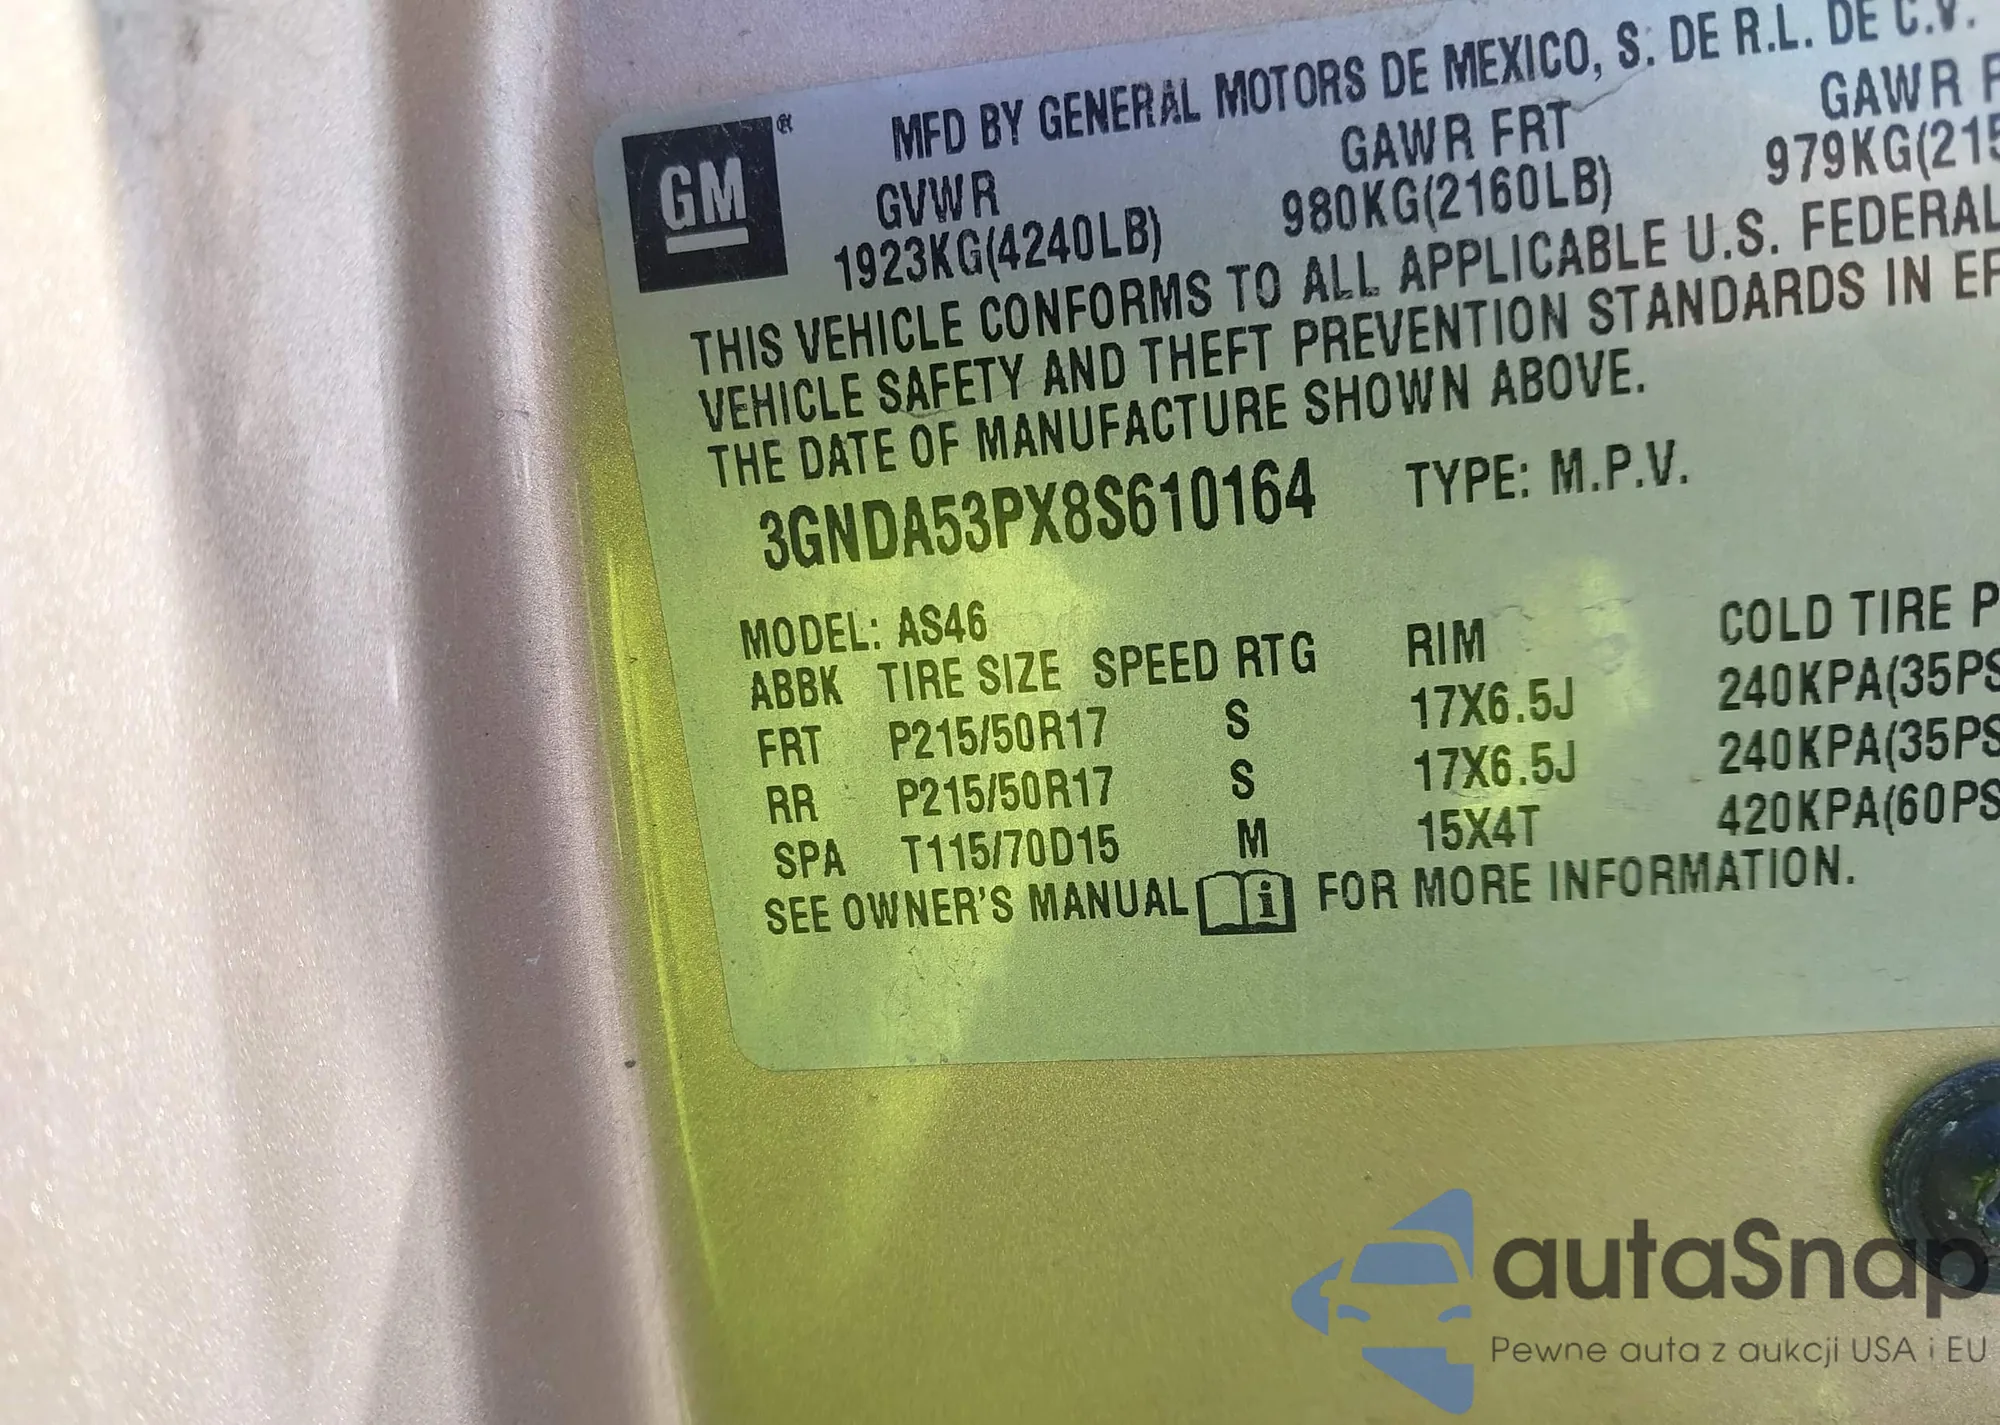 GM®
MFD BY GENERAL MOTORS DE MEXICO, S. DE R.L. DE C.V.
GVWR GAWR FRT GAWR
1923KG(4240LB) 980KG(2160LB) 979KG(215
THIS VEHICLE CONFORMS TO ALL APPLICABLE U.S. FEDERAL
VEHICLE SAFETY AND THEFT PREVENTION STANDARDS IN
THE DATE OF MANUFACTURE SHOWN ABOVE.
3GNDA53PX8S610164 TYPE: M.P.V.
MODEL: AS46
ABBK TIRE SIZE SPEED RTG RIM COLD TIRE P
FRT P215/50R17 S 17X6.5J 240KPA(35PS
RR P215/50R17 S 17X6.5J 240KPA(35PS
SPA T115/70D15 M 15X4T 420KPA(60PS
SEE OWNER'S MANUAL i FOR MORE INFORMATION.
autaSnap
Pewne auta z aukcji USA i EU